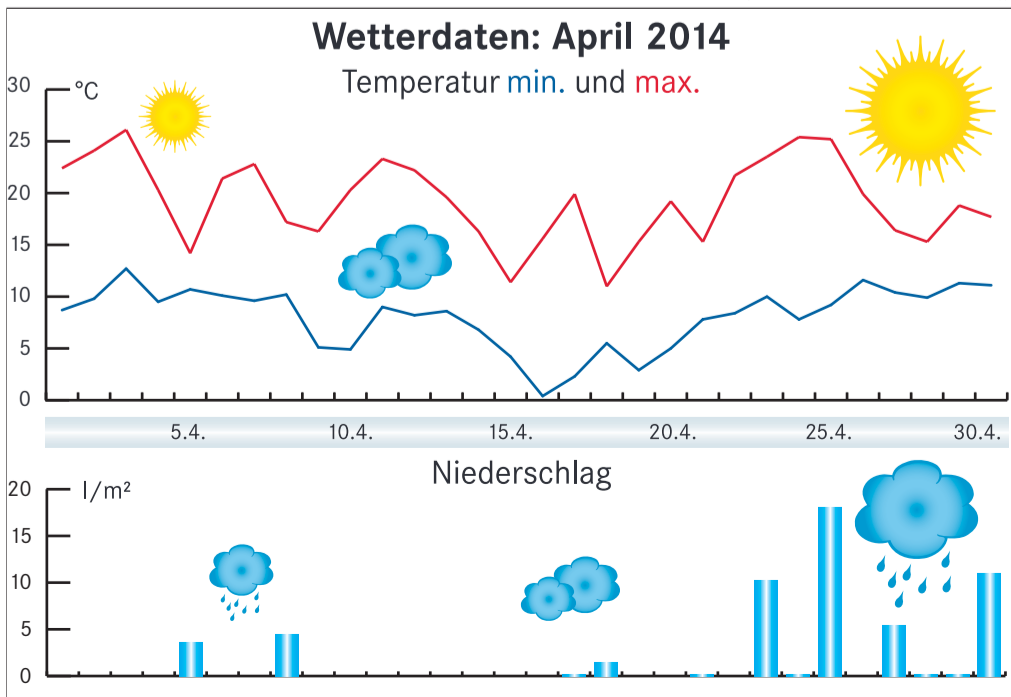 Wetterdaten: April 2014
Temperatur min. und max.
°C
30
25
20
15
10
5
0
5.4. 10.4. 15.4. 20.4. 25.4. 30.4.
Niederschlag
l/m²
20
15
10
5
0